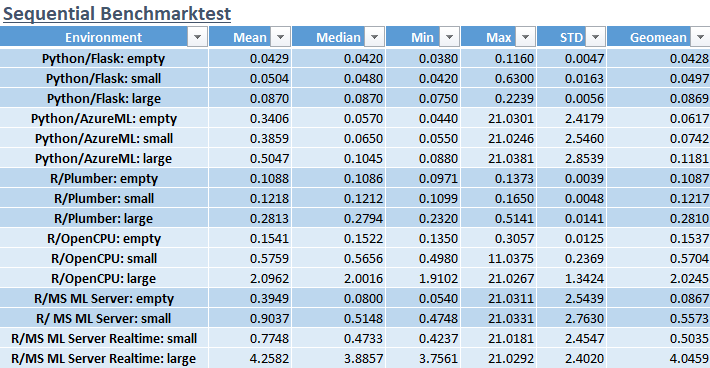 Sequential Benchmarktest
Environment Mean Median Min Max STD Geomean
Python/Flask: empty 0.0429 0.0420 0.0380 0.1160 0.0047 0.0428
Python/Flask: small 0.0504 0.0480 0.0420 0.6300 0.0163 0.0497
Python/Flask: large 0.0870 0.0870 0.0750 0.2239 0.0056 0.0869
Python/AzureML: empty 0.3406 0.0570 0.0440 21.0301 2.4179 0.0617
Python/AzureML: small 0.3859 0.0650 0.0550 21.0246 2.5460 0.0742
Python/AzureML: large 0.5047 0.1045 0.0880 21.0381 2.8539 0.1181
R/Plumber: empty 0.1088 0.1086 0.0971 0.1373 0.0039 0.1087
R/Plumber: small 0.1218 0.1212 0.1099 0.1650 0.0048 0.1217
R/Plumber: large 0.2813 0.2794 0.2320 0.5141 0.0141 0.2810
R/OpenCPU: empty 0.1541 0.1522 0.1350 0.3057 0.0125 0.1537
R/OpenCPU: small 0.5759 0.5656 0.4980 11.0375 0.2369 0.5704
R/OpenCPU: large 2.0962 2.0016 1.9102 21.0267 1.3424 2.0245
R/MS ML Server: empty 0.3949 0.0800 0.0540 21.0311 2.5439 0.0867
R/ MS ML Server: small 0.9037 0.5148 0.4748 21.0331 2.7630 0.5573
R/MS ML Server Realtime: small 0.7748 0.4733 0.4237 21.0181 2.4547 0.5035
R/MS ML Server Realtime: large 4.2582 3.8857 3.7561 21.0292 2.4020 4.0459